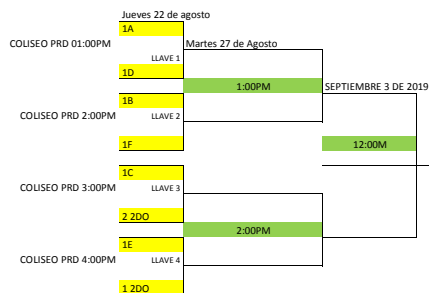 Jueves 22 de agosto
1A
COLISEO PRD 01:00PM
Martes 27 de Agosto
LLAVE 1
1D
1:00PM
SEPTIEMBRE 3 DE 2019
1B
COLISEO PRD 2:00PM
LLAVE 2
1F
12:00M
1C
COLISEO PRD 3:00PM
LLAVE 3
2 2DO
2:00PM
1E
COLISEO PRD 4:00PM
LLAVE 4
1 2DO